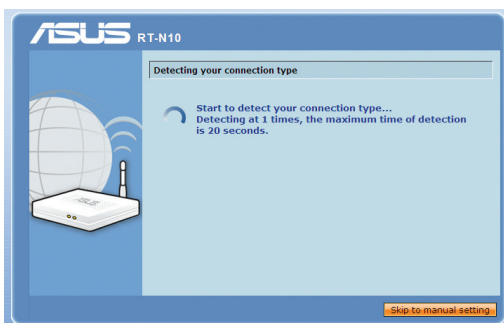 ASUS RT-N10
Detecting your connection type
Start to detect your connection type...
Detecting at 1 times, the maximum time of detection
is 20 seconds.
ASUS
Skip to manual setting